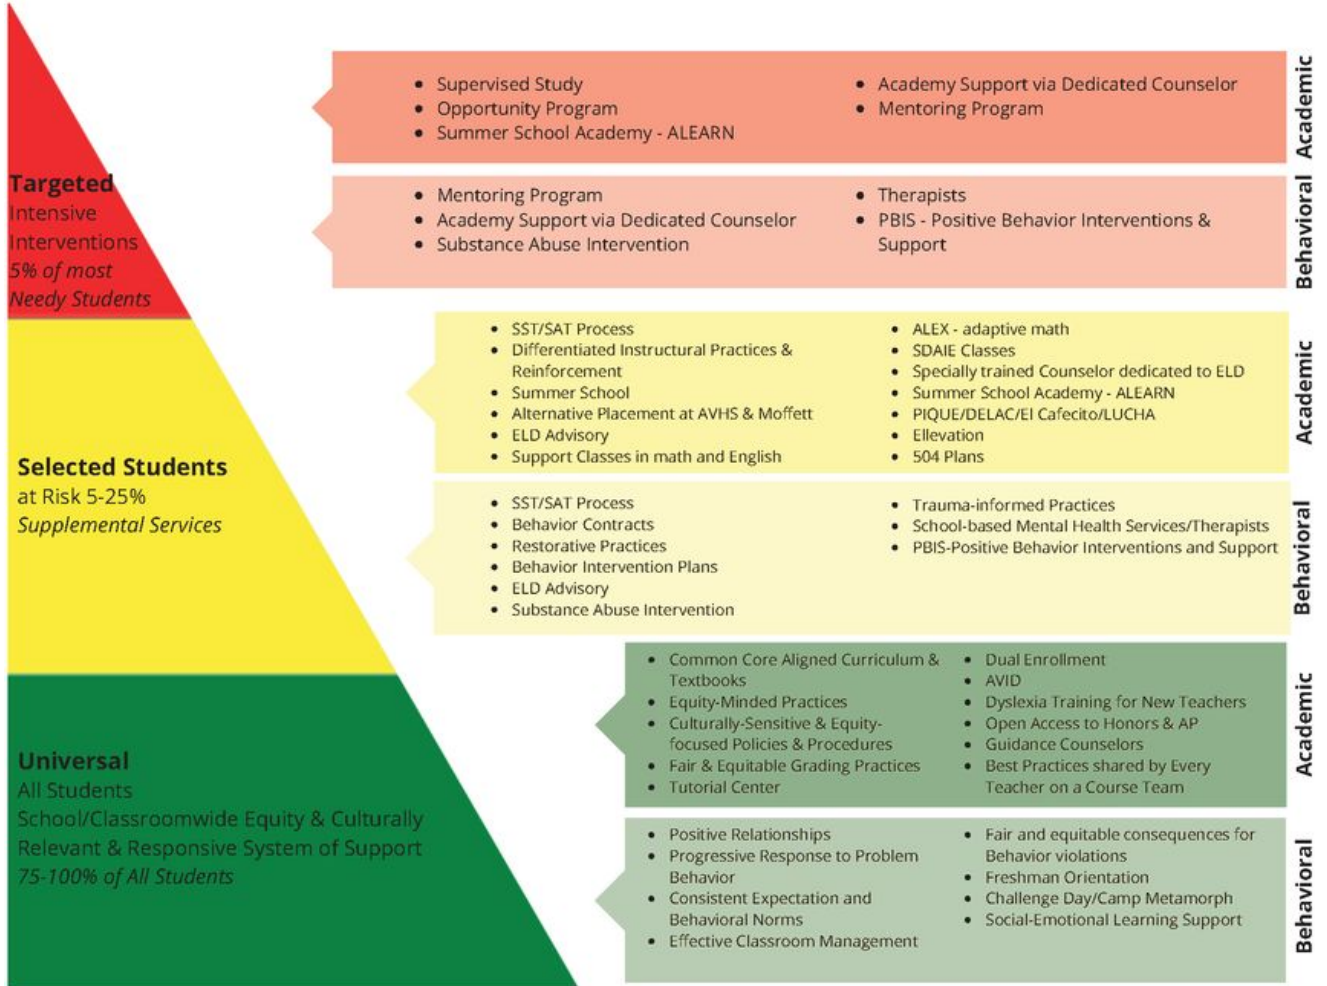 Targeted
Intensive
Interventions
5% of most
Needy Students
• Supervised Study
• Opportunity Program
• Summer School Academy - ALEARN
• Academy Support via Dedicated Counselor
• Mentoring Program
Academic
• Mentoring Program
• Academy Support via Dedicated Counselor
• Substance Abuse Intervention
• Therapists
• PBIS - Positive Behavior Interventions &
Support
Behavioral
Selected Students
at Risk 5-25%
Supplemental Services
• SST/SAT Process
• Differentiated Instructional Practices &
Reinforcement
• Summer School
• Alternative Placement at AVHS & Moffett
• ELD Advisory
• Support Classes in math and English
• ALEX - adaptive math
• SDAIE Classes
• Specially trained Counselor dedicated to ELD
• Summer School Academy - ALEARN
• PIQUE/DELAC/El Cafecito/LUCHA
• Ellevation
• 504 Plans
Academic
• SST/SAT Process
• Behavior Contracts
• Restorative Practices
• Behavior Intervention Plans
• ELD Advisory
• Substance Abuse Intervention
• Trauma-informed Practices
• School-based Mental Health Services/Therapists
• PBIS-Positive Behavior Interventions and Support
Behavioral
Universal
All Students
School/Classroomwide Equity & Culturally
Relevant & Responsive System of Support
75-100% of All Students
• Common Core Aligned Curriculum &
Textbooks
• Equity-Minded Practices
• Culturally-Sensitive & Equity-
focused Policies & Procedures
• Fair & Equitable Grading Practices
• Tutorial Center
• Dual Enrollment
• AVID
• Dyslexia Training for New Teachers
• Open Access to Honors & AP
• Guidance Counselors
• Best Practices shared by Every
Teacher on a Course Team
Academic
• Positive Relationships
• Progressive Response to Problem
Behavior
• Consistent Expectation and
Behavioral Norms
• Effective Classroom Management
• Fair and equitable consequences for
Behavior violations
• Freshman Orientation
• Challenge Day/Camp Metamorph
• Social-Emotional Learning Support
Behavioral